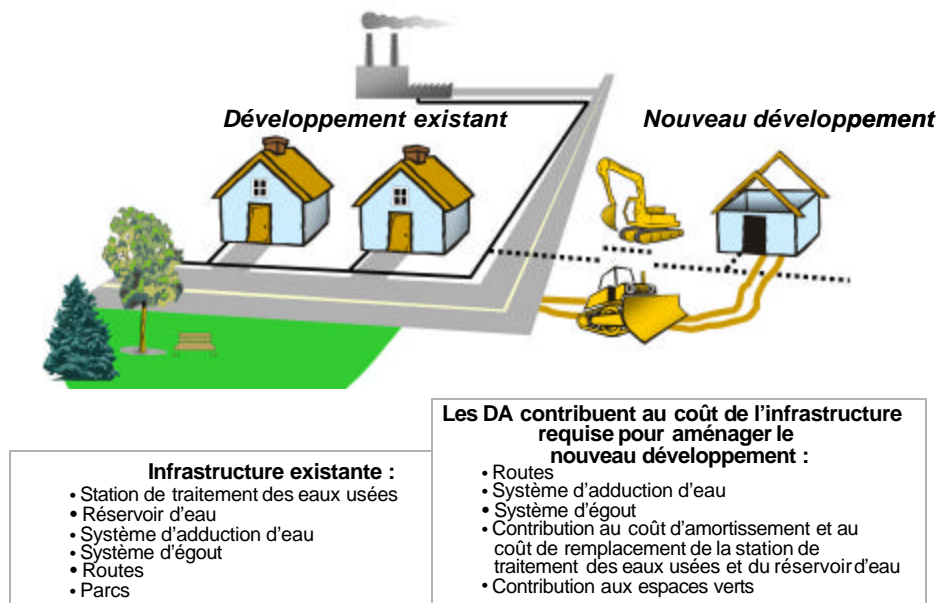 Développement existant
Nouveau développement
Les DA contribuent au coût de l'infrastructure
requise pour aménager le
nouveau développement :
• Routes
• Système d'adduction d'eau
• Système d'égout
• Contribution au coût d'amortissement et au
coût de remplacement de la station de
traitement des eaux usées et du réservoir d'eau
• Contribution aux espaces verts
Infrastructure existante :
• Station de traitement des eaux usées
• Réservoir d'eau
• Système d'adduction d'eau
• Système d'égout
• Routes
• Parcs